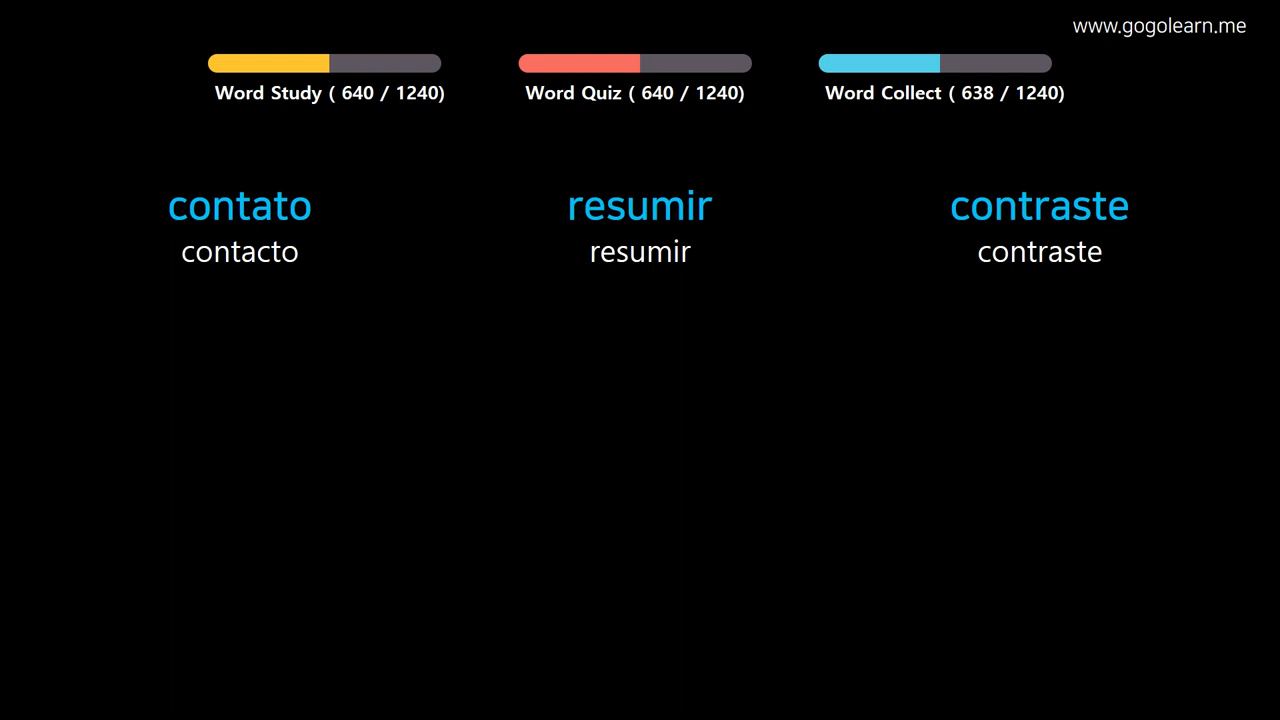 www.gogolearn.me
Word Study ( 640 / 1240)
Word Quiz ( 640 / 1240)
Word Collect ( 638 / 1240)
contato
contacto
resumir
resumir
contraste
contraste